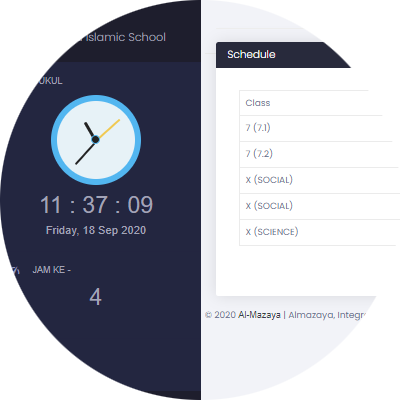 Islamic School
UKUL
11 : 37 : 09
Friday, 18 Sep 2020
JAM KE -
4
Schedule
Class
7 (7.1)
7 (7.2)
X (SOCIAL)
X (SOCIAL)
X (SCIENCE)
© 2020 Al-Mazaya | Almazaya, Integr